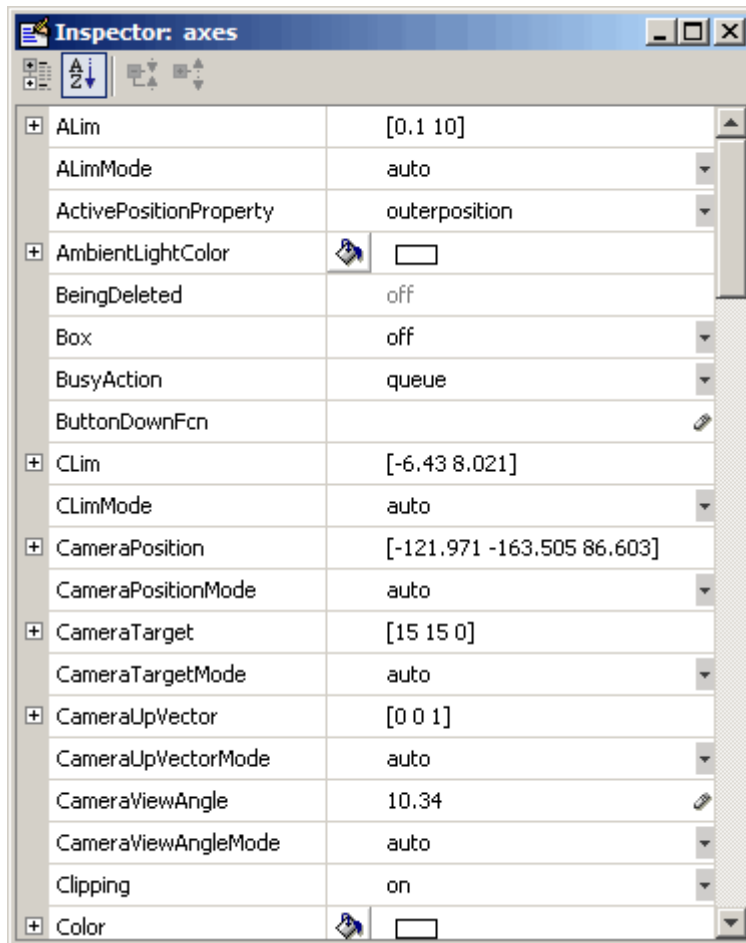 Inspector: axes
A
Z
ALim [0.1 10]
ALimMode auto
ActivePositionProperty outerposition
AmbientLightColor
BeingDeleted off
Box off
BusyAction queue
ButtonDownFcn
CLim [-6.43 8.021]
CLimMode auto
CameraPosition [-121.971 -163.505 86.603]
CameraPositionMode auto
CameraTarget [15 15 0]
CameraTargetMode auto
CameraUpVector [0 0 1]
CameraUpVectorMode auto
CameraViewAngle 10.34
CameraViewAngleMode auto
Clipping on
Color